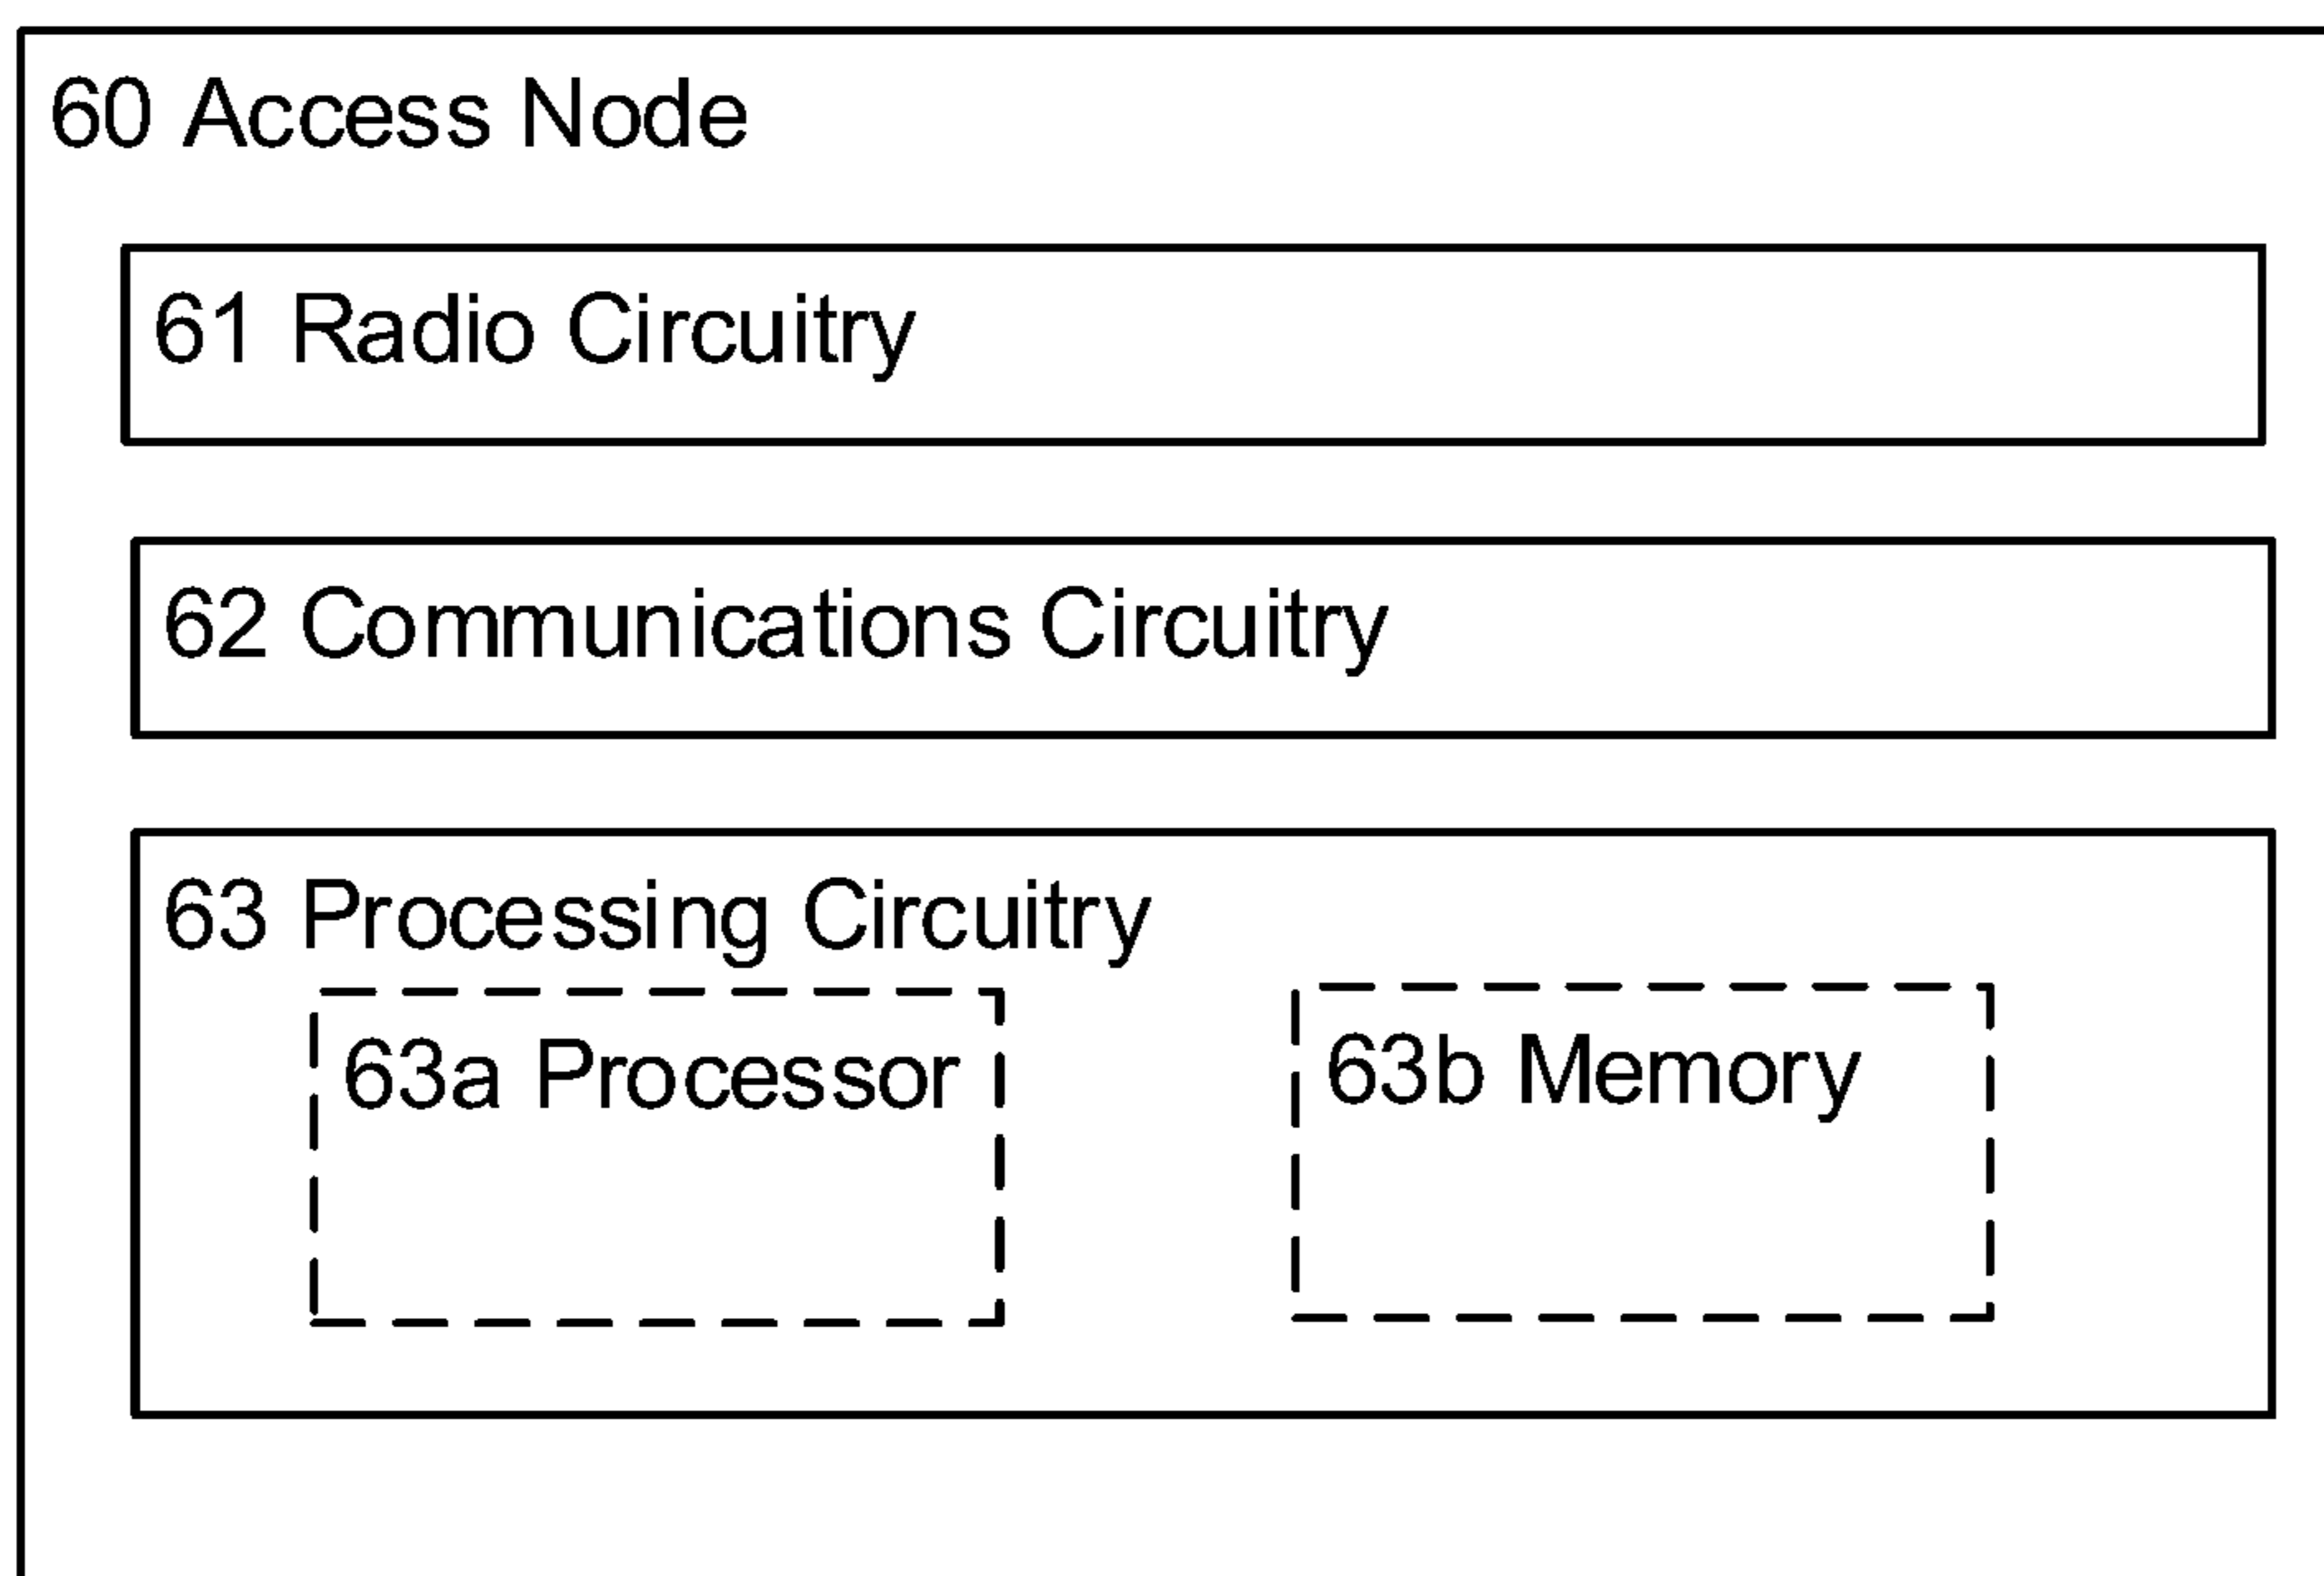 60 Access Node
61 Radio Circuitry
62 Communications Circuitry
63 Processing Circuitry
63a Processor
63b Memory